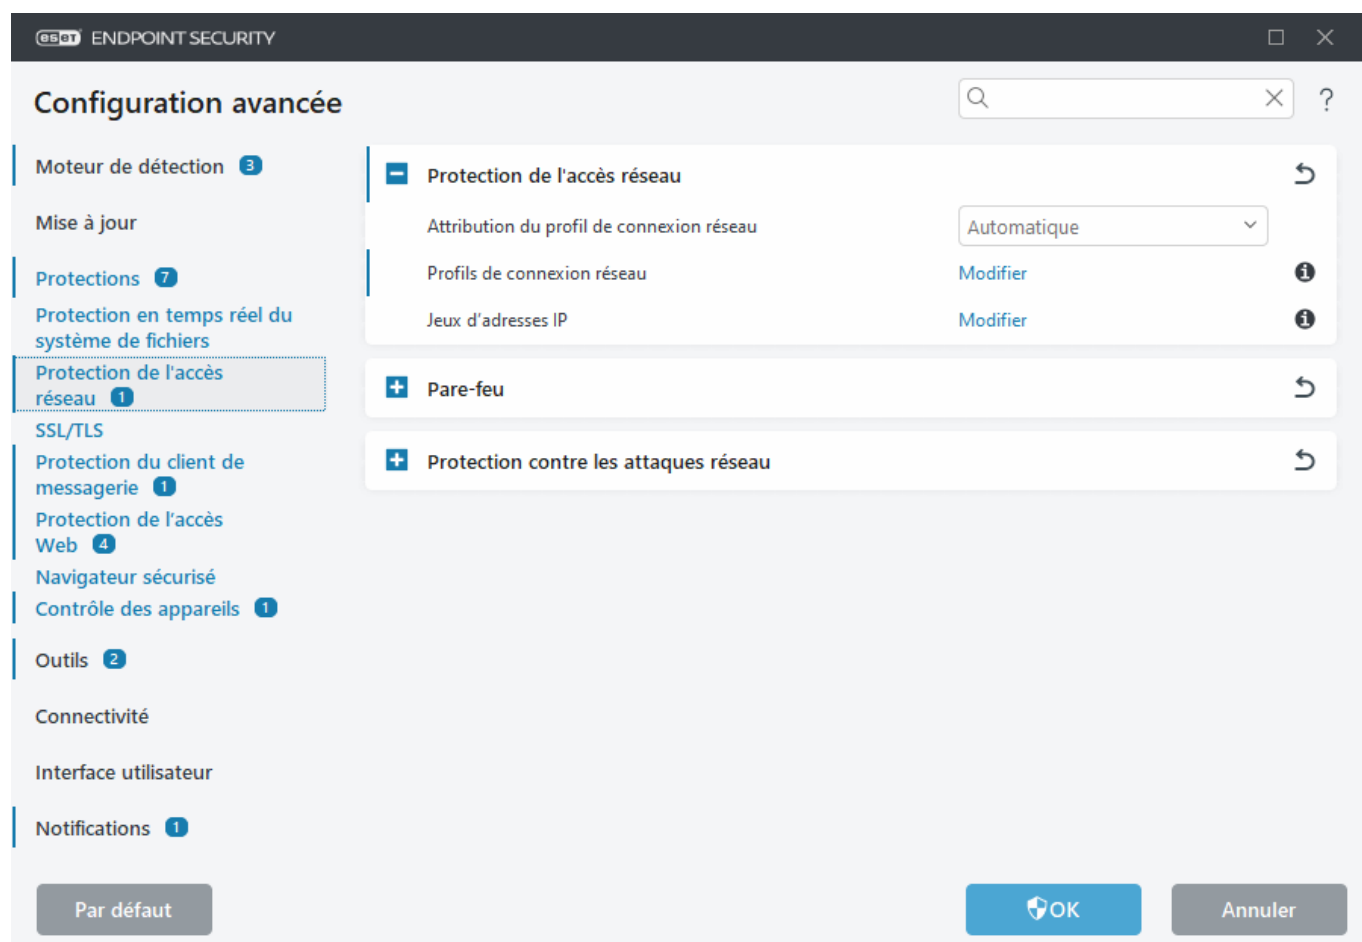 eset ENDPOINT SECURITY
Configuration avancée
?
Moteur de détection 3
Mise à jour
Protections 7
Protection en temps réel du
système de fichiers
Protection de l'accès
réseau 1
SSL/TLS
Protection du client de
messagerie 1
Protection de l'accès
Web 4
Navigateur sécurisé
Contrôle des appareils 1
Outils 2
Connectivité
Interface utilisateur
Notifications 1
Protection de l'accès réseau
Attribution du profil de connexion réseau Automatique
Profils de connexion réseau Modifier
Jeux d'adresses IP Modifier
Pare-feu
Protection contre les attaques réseau
Par défaut
OK
Annuler